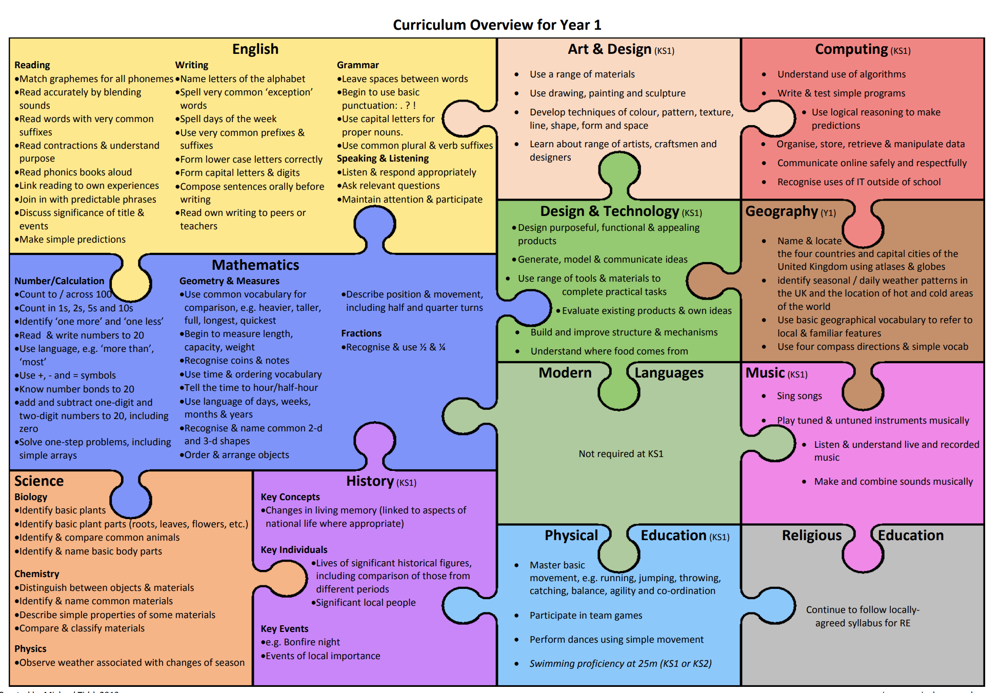 Curriculum Overview for Year 1
English
Reading
•Match graphemes for all phonemes
•Read accurately by blending
sounds
•Read words with very common
suffixes
•Read contractions & understand
purpose
•Read phonics books aloud
•Link reading to own experiences
•Join in with predictable phrases
•Discuss significance of title &
events
•Make simple predictions
Writing
•Name letters of the alphabet
•Spell very common ‘exception’
words
•Spell days of the week
•Use very common prefixes &
suffixes
•Form lower case letters correctly
•Form capital letters & digits
•Compose sentences orally before
writing
•Read own writing to peers or
teachers
Grammar
•Leave spaces between words
•Begin to use basic
punctuation: . ? !
•Use capital letters for
proper nouns.
•Use common plural & verb suffixes
Speaking & Listening
•Listen & respond appropriately
•Ask relevant questions
•Maintain attention & participate
Art & Design (KS1)
• Use a range of materials
• Use drawing, painting and sculpture
• Develop techniques of colour, pattern, texture,
line, shape, form and space
• Learn about range of artists, craftsmen and
designers
Computing (KS1)
• Understand use of algorithms
• Write & test simple programs
• Use logical reasoning to make
predictions
• Organise, store, retrieve & manipulate data
• Communicate online safely and respectfully
• Recognise uses of IT outside of school
Mathematics
Number/Calculation
•Count to / across 100
•Count in 1s, 2s, 5s and 10s
•Identify ‘one more’ and ‘one less’
•Read & write numbers to 20
•Use language, e.g. ‘more than’,
‘most’
•Use +, - and = symbols
•Know number bonds to 20
•add and subtract one-digit and
two-digit numbers to 20, including
zero
•Solve one-step problems, including
simple arrays
Geometry & Measures
•Use common vocabulary for
comparison, e.g. heavier, taller,
full, longest, quickest
•Begin to measure length,
capacity, weight
•Recognise coins & notes
•Use time & ordering vocabulary
•Tell the time to hour/half-hour
•Use language of days, weeks,
months & years
•Recognise & name common 2-d
and 3-d shapes
•Order & arrange objects
•Describe position & movement,
including half and quarter turns
Fractions
•Recognise & use ½ & ¼
Design & Technology (KS1)
•Design purposeful, functional & appealing
products
•Generate, model & communicate ideas
• Use range of tools & materials to
complete practical tasks
•Evaluate existing products & own ideas
• Build and improve structure & mechanisms
• Understand where food comes from
Geography (Y1)
• Name & locate
the four countries and capital cities of the
United Kingdom using atlases & globes
• identify seasonal / daily weather patterns in
the UK and the location of hot and cold areas
of the world
• Use basic geographical vocabulary to refer to
local & familiar features
• Use four compass directions & simple vocab
Modern Languages
Not required at KS1
Music (KS1)
• Sing songs
• Play tuned & untuned instruments musically
• Listen & understand live and recorded
music
• Make and combine sounds musically
Science
Biology
•Identify basic plants
•Identify basic plant parts (roots, leaves, flowers, etc.)
•Identify & compare common animals
•Identify & name basic body parts
Chemistry
•Distinguish between objects & materials
•Identify & name common materials
•Describe simple properties of some materials
•Compare & classify materials
Physics
•Observe weather associated with changes of season
History (KS1)
Key Concepts
•Changes in living memory (linked to aspects of
national life where appropriate)
Key Individuals
•Lives of significant historical figures,
including comparison of those from
different periods
•Significant local people
Key Events
•e.g. Bonfire night
•Events of local importance
Physical Education (KS1)
• Master basic
movement, e.g. running, jumping, throwing,
catching, balance, agility and co-ordination
• Participate in team games
• Perform dances using simple movement
• Swimming proficiency at 25m (KS1 or KS2)
Religious Education
Continue to follow locally-
agreed syllabus for RE